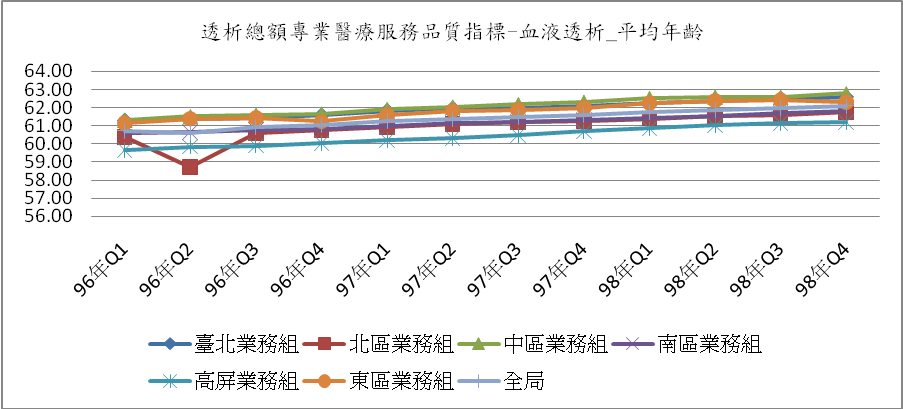 透析總額專業醫療服務品質指標-血液透析_平均年齡
64.00
63.00
62.00
61.00
60.00
59.00
58.00
57.00
56.00
96年Q1
96年Q2
96年Q3
96年Q4
97年Q1
97年Q2
97年Q3
97年Q4
98年Q1
98年Q2
98年Q3
98年Q4
臺北業務組 北區業務組 中區業務組 南區業務組
高屏業務組 東區業務組 全局